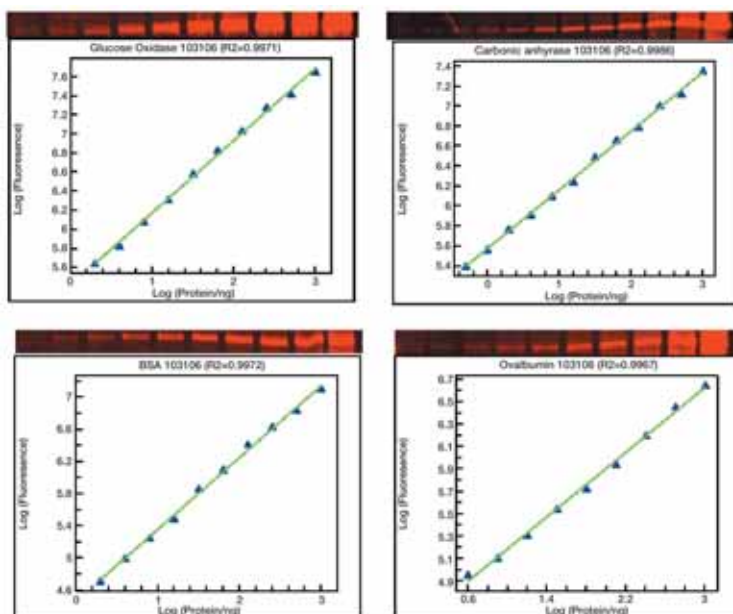 Glucose Oxidase 103106 (R2=0.9971)
Log (Fluorescence)
7.6
7.4
7.2
7
6.8
6.6
6.4
6.2
6
5.8
5.6
0 1 2 3
Log (Protein/ng)
Carbonic anhyrase 103106 (R2=0.9986)
Log (Fluorescence)
7.4
7.2
7
6.8
6.6
6.4
6.2
6
5.8
5.6
5.4
0 1 2 3
Log (Protein/ng)
BSA 103106 (R2=0.9972)
Log (Fluoresence)
7
6.6
6.2
5.8
5.4
5
4.6
0 1 2 3
Log (Protein/ng)
Ovalbumin 103106 (R2=0.9967)
Log (Fluoresence)
6.7
6.5
6.3
6.1
5.9
5.7
5.5
5.3
5.1
4.9
0.6 1.4 2.2 3
Log (Protein/ng)